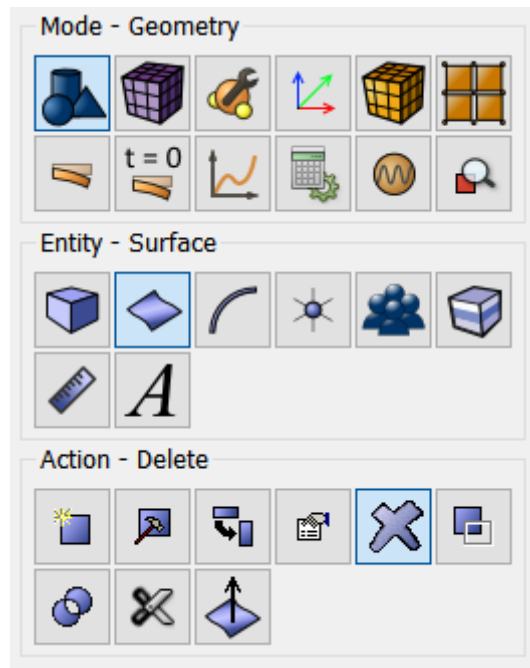 Mode - Geometry
t = 0
Entity - Surface
A
Action - Delete